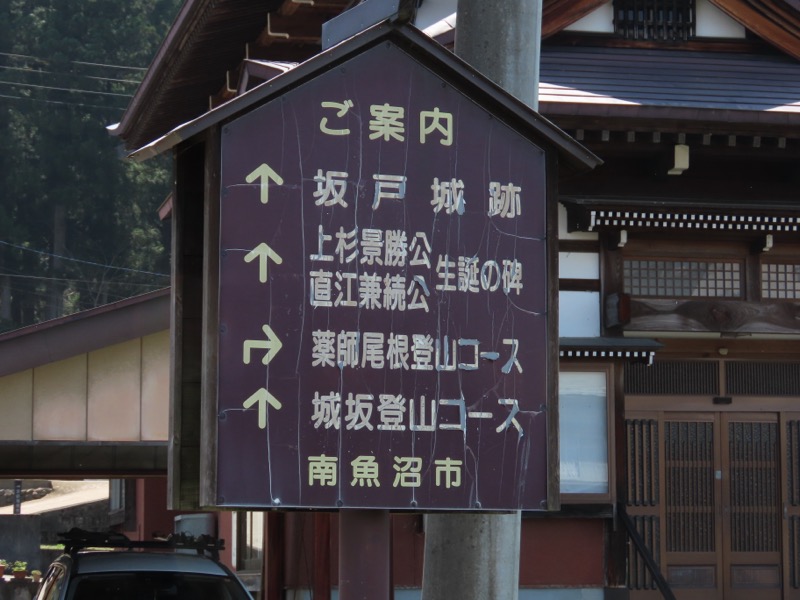 ご案内
↑ 坂戸城跡
↑ 上杉景勝公
直江兼続公 生誕の碑
↱ 薬師尾根登山コース
↑ 城坂登山コース
南魚沼市